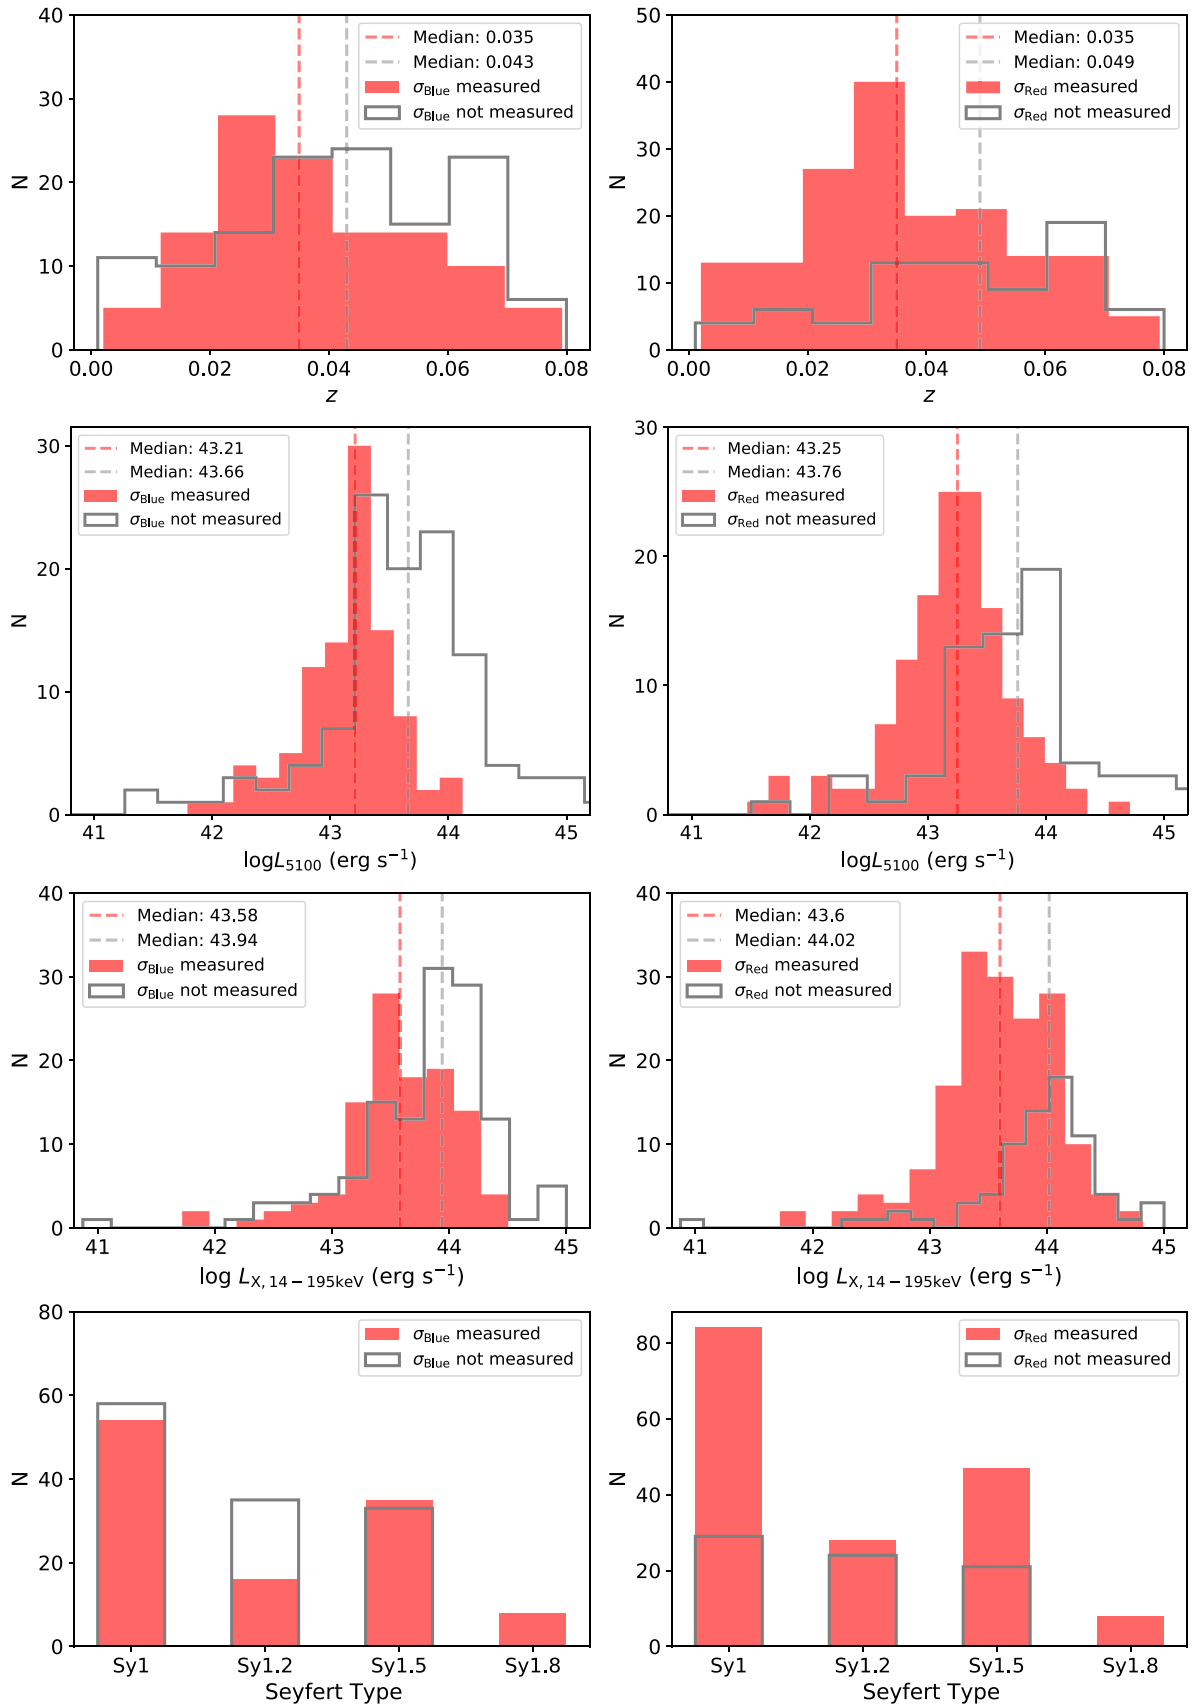 Median: 0.035
Median: 0.043
σBlue measured
σBlue not measured
N
40
30
20
10
0
0.00 0.02 0.04 0.06 0.08
z
Median: 0.035
Median: 0.049
σRed measured
σRed not measured
N
50
40
30
20
10
0
0.00 0.02 0.04 0.06 0.08
z
Median: 43.21
Median: 43.66
σBlue measured
σBlue not measured
N
30
20
10
0
41 42 43 44 45
logL5100 (erg s−1)
Median: 43.25
Median: 43.76
σRed measured
σRed not measured
N
30
20
10
0
41 42 43 44 45
logL5100 (erg s−1)
Median: 43.58
Median: 43.94
σBlue measured
σBlue not measured
N
40
30
20
10
0
41 42 43 44 45
log LX, 14−195keV (erg s−1)
Median: 43.6
Median: 44.02
σRed measured
σRed not measured
N
40
30
20
10
0
41 42 43 44 45
log LX, 14−195keV (erg s−1)
σBlue measured
σBlue not measured
N
80
60
40
20
0
Sy1 Sy1.2 Sy1.5 Sy1.8
Seyfert Type
σRed measured
σRed not measured
N
80
60
40
20
0
Sy1 Sy1.2 Sy1.5 Sy1.8
Seyfert Type